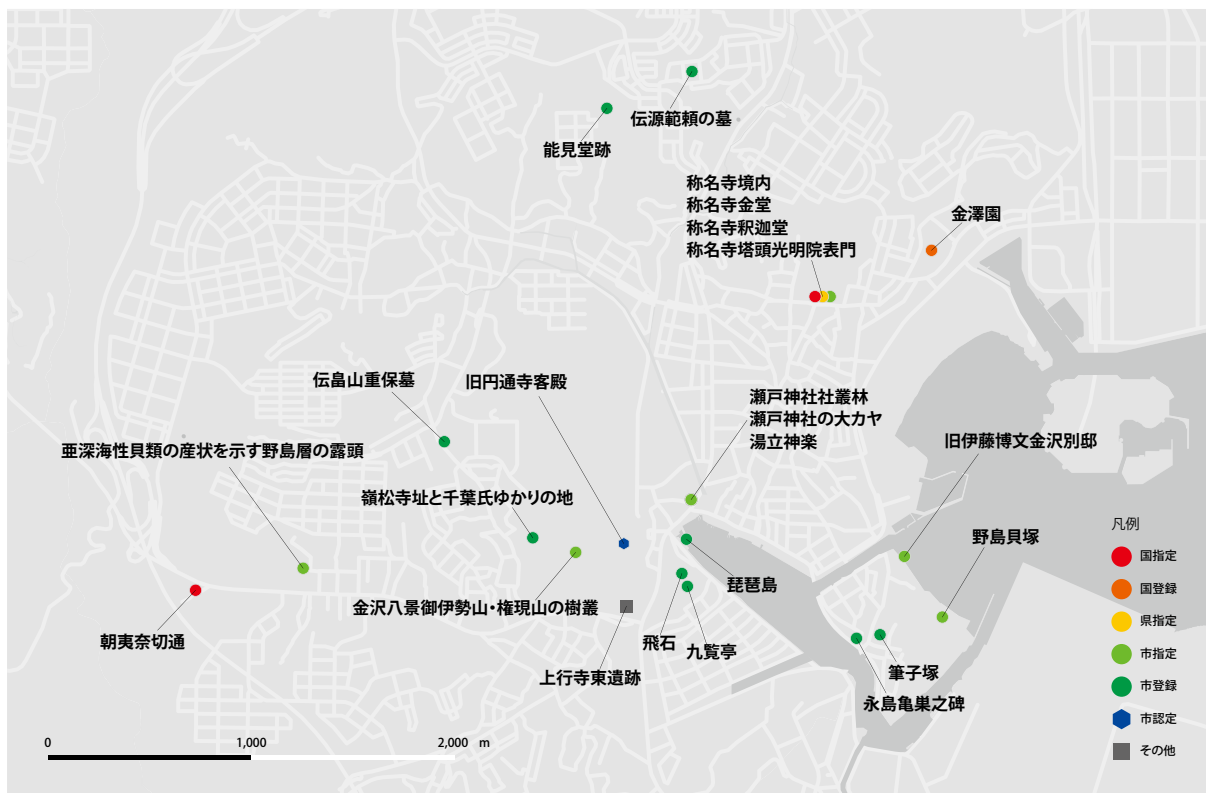 伝源範頼の墓
能見堂跡
称名寺境内
称名寺金堂
称名寺釈迦堂
称名寺塔頭光明院表門
金澤園
伝畠山重保墓
旧円通寺客殿
瀬戸神社社叢林
瀬戸神社の大カヤ
湯立神楽
旧伊藤博文金沢別邸
亜深海性貝類の産状を示す野島層の露頭
嶺松寺址と千葉氏ゆかりの地
野島貝塚
琵琶島
金沢八景御伊勢山・権現山の樹叢
朝夷奈切通
飛石
九覧亭
上行寺東遺跡
筆子塚
永島亀巣之碑
凡例
国指定
国登録
県指定
市指定
市登録
市認定
その他
0 1,000 2,000 m